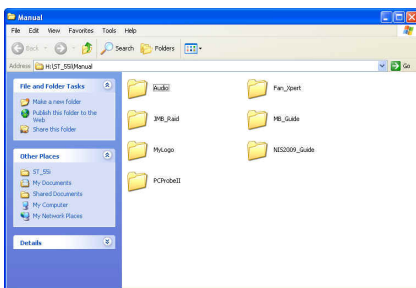 Manual
File Edit View Favorites Tools Help
Back Search Folders
Address H:\ST_55i\Manual Go
File and Folder Tasks
Make a new folder
Publish this folder to the
Web
Share this folder
Other Places
ST_55i
My Documents
Shared Documents
My Computer
My Network Places
Details
Audio
Fan_Xpert
JMB_Raid
MB_Guide
MyLogo
NIS2009_Guide
PCProbeII